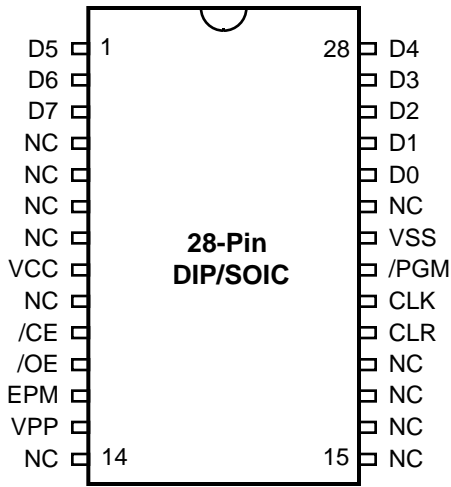 D5 1 28 D4
D6 D3
D7 D2
NC D1
NC D0
NC NC
NC VSS
28-Pin
DIP/SOIC
VCC /PGM
NC CLK
/CE CLR
/OE NC
EPM NC
VPP NC
NC 14 15 NC